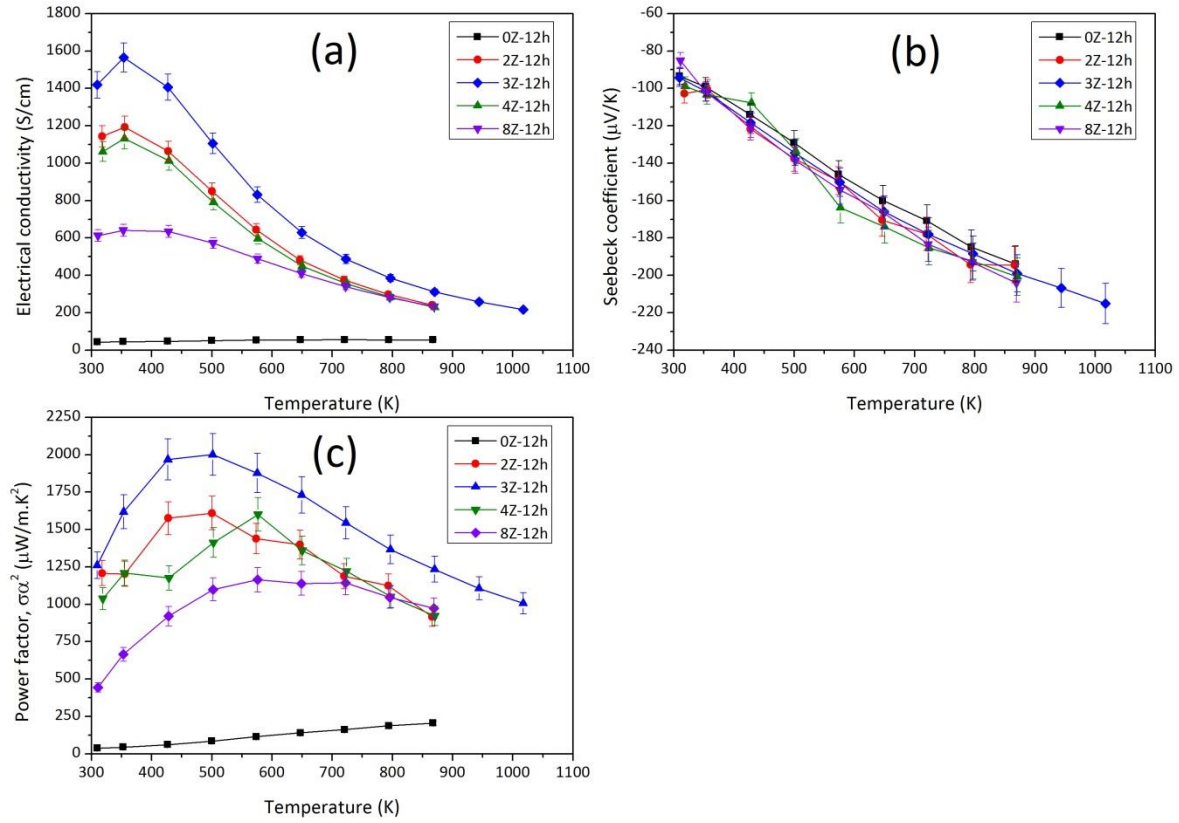 1800
1600
1400
1200
1000
800
600
400
200
0
Electrical conductivity (S/cm)
(a)
0Z-12h
2Z-12h
3Z-12h
4Z-12h
8Z-12h
300 400 500 600 700 800 900 1000 1100
Temperature (K)
-60
-80
-100
-120
-140
-160
-180
-200
-220
-240
Seebeck coefficient (µV/K)
(b)
0Z-12h
2Z-12h
3Z-12h
4Z-12h
8Z-12h
300 400 500 600 700 800 900 1000 1100
Temperature (K)
2250
2000
1750
1500
1250
1000
750
500
250
0
Power factor, σα² (µW/m.K²)
(c)
0Z-12h
2Z-12h
3Z-12h
4Z-12h
8Z-12h
300 400 500 600 700 800 900 1000 1100
Temperature (K)